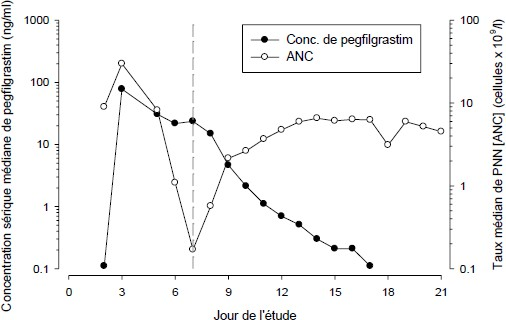 Concentration sérique médiane de pegfilgrastim (ng/ml)
1000
100
10
1
0.1
Conc. de pegfilgrastim
ANC
100
10
1
0.1
Taux médian de PNN [ANC] (cellules x 10⁹/l)
0 3 6 9 12 15 18 21
Jour de l'étude